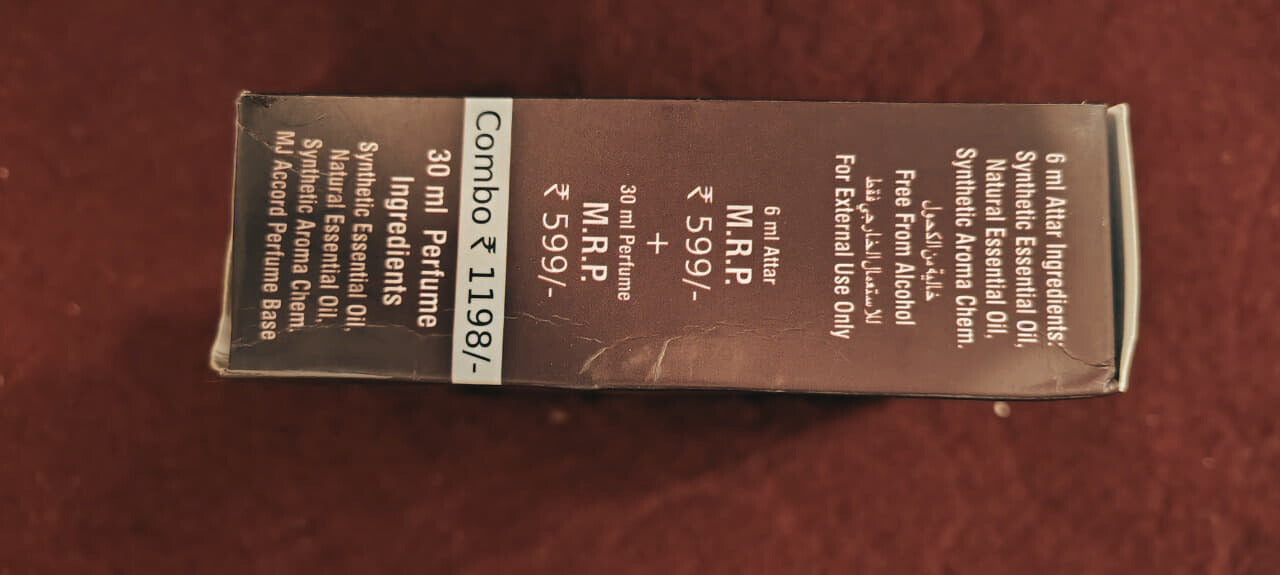 6 ml Attar Ingredients:
Synthetic Essential Oil,
Natural Essential Oil,
Synthetic Aroma Chem.
خالية من الكحول
Free From Alcohol
للاستعمال الخارجي فقط
For External Use Only
6 ml Attar
M.R.P.
₹ 599/-
+
30 ml Perfume
M.R.P.
₹ 599/-
Combo ₹ 1198/-
30 ml Perfume
Ingredients
Synthetic Essential Oil,
Natural Essential Oil,
Synthetic Aroma Chem,
MJ Accord Perfume Base